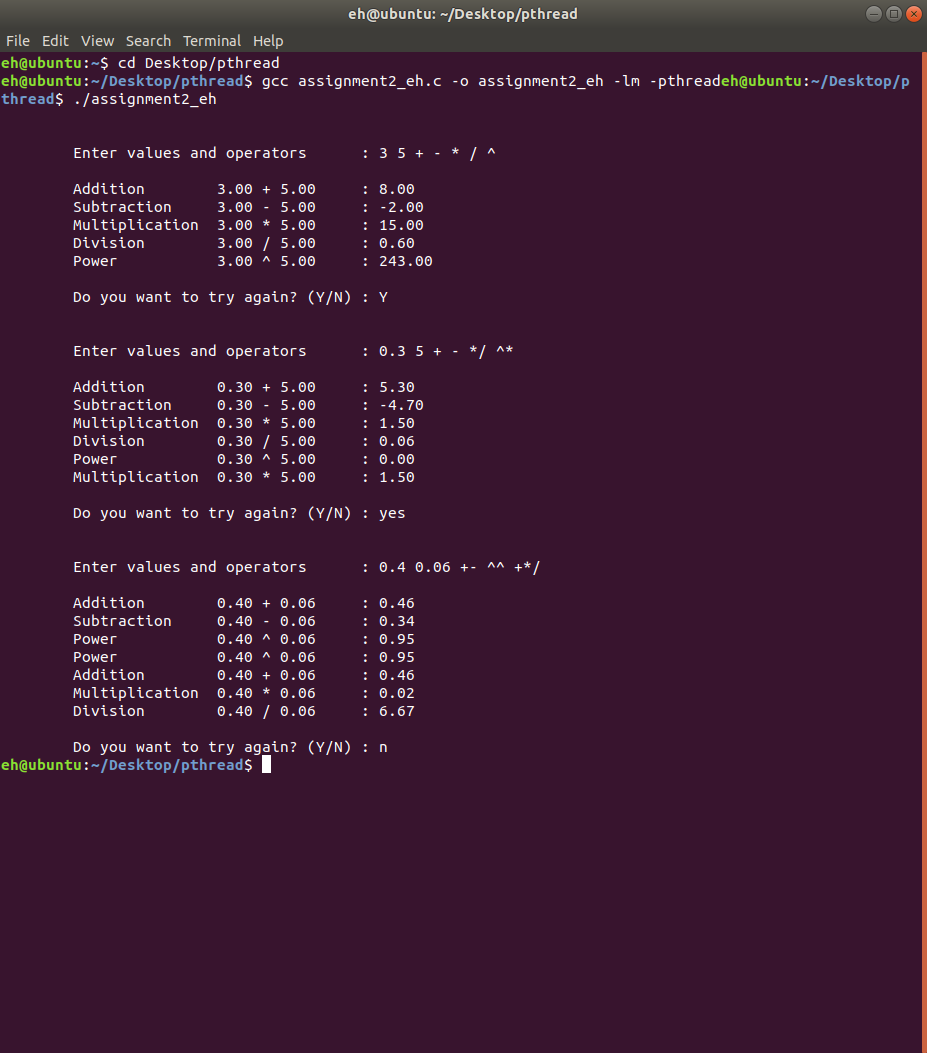 eh@ubuntu: ~/Desktop/pthread
File Edit View Search Terminal Help
eh@ubuntu:~$ cd Desktop/pthread
eh@ubuntu:~/Desktop/pthread$ gcc assignment2_eh.c -o assignment2_eh -lm -pthreadeh@ubuntu:~/Desktop/p
thread$ ./assignment2_eh
Enter values and operators : 3 5 + - * / ^
Addition 3.00 + 5.00 : 8.00
Subtraction 3.00 - 5.00 : -2.00
Multiplication 3.00 * 5.00 : 15.00
Division 3.00 / 5.00 : 0.60
Power 3.00 ^ 5.00 : 243.00
Do you want to try again? (Y/N) : Y
Enter values and operators : 0.3 5 + - */ ^*
Addition 0.30 + 5.00 : 5.30
Subtraction 0.30 - 5.00 : -4.70
Multiplication 0.30 * 5.00 : 1.50
Division 0.30 / 5.00 : 0.06
Power 0.30 ^ 5.00 : 0.00
Multiplication 0.30 * 5.00 : 1.50
Do you want to try again? (Y/N) : yes
Enter values and operators : 0.4 0.06 +- ^^ +*/
Addition 0.40 + 0.06 : 0.46
Subtraction 0.40 - 0.06 : 0.34
Power 0.40 ^ 0.06 : 0.95
Power 0.40 ^ 0.06 : 0.95
Addition 0.40 + 0.06 : 0.46
Multiplication 0.40 * 0.06 : 0.02
Division 0.40 / 0.06 : 6.67
Do you want to try again? (Y/N) : n
eh@ubuntu:~/Desktop/pthread$